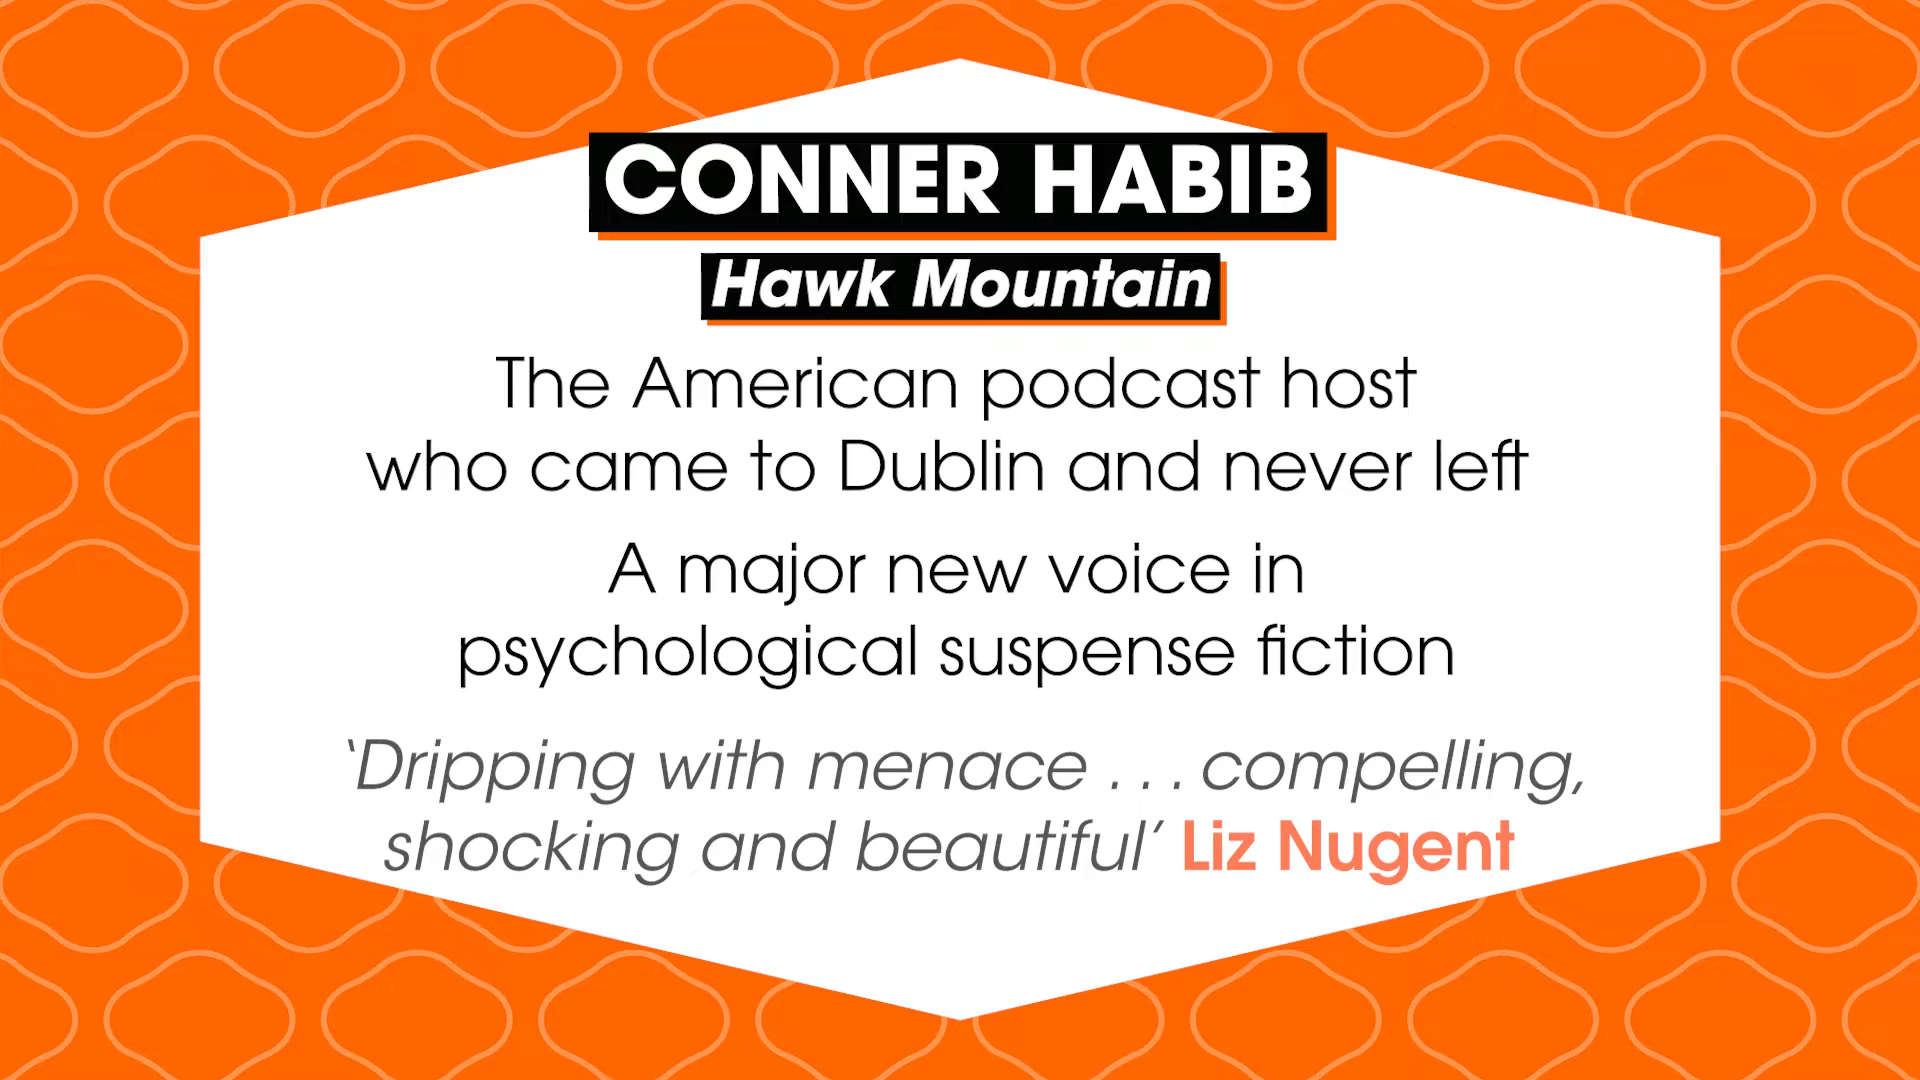 CONNER HABIB
Hawk Mountain
The American podcast host
who came to Dublin and never left
A major new voice in
psychological suspense fiction
‘Dripping with menace . . . compelling,
shocking and beautiful’ Liz Nugent